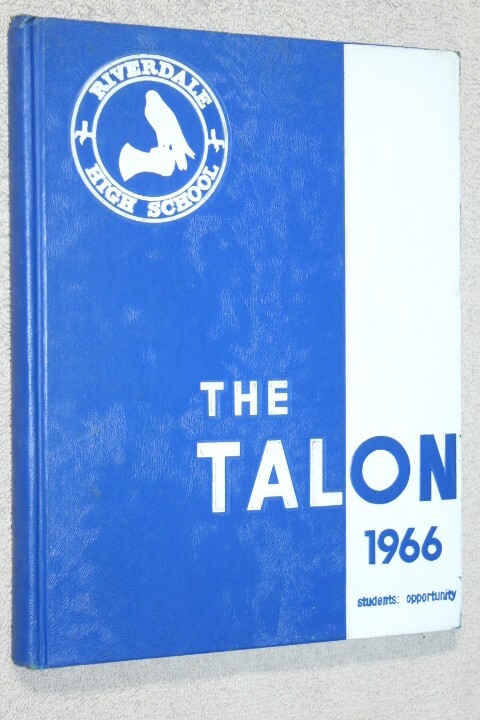 RIVERDALE
HIGH SCHOOL
THE
TALON
1966
students: opportunity